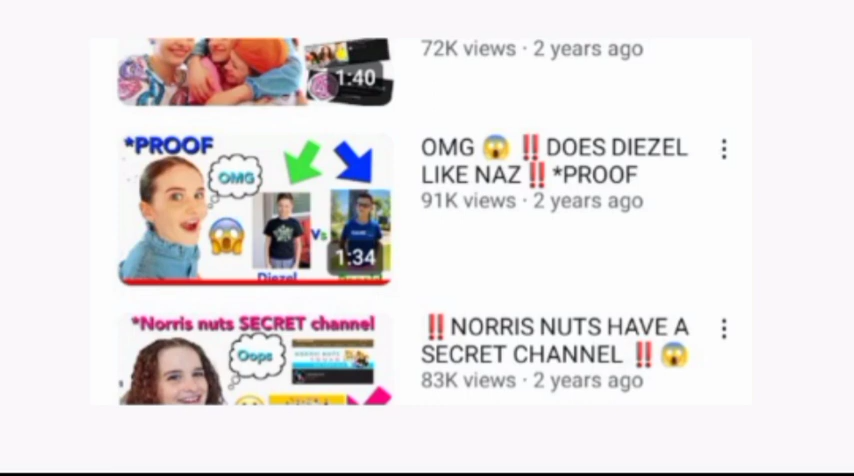 72K views · 2 years ago
1:40
*PROOF
OMG
Vs
1:34
Diezel
OMG 😱 ‼️DOES DIEZEL
LIKE NAZ‼️*PROOF
91K views · 2 years ago
*Norris nuts SECRET channel
Oops
‼️NORRIS NUTS HAVE A
SECRET CHANNEL ‼️ 😱
83K views · 2 years ago